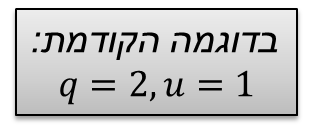 בדוגמה הקודמת:
q = 2, u = 1